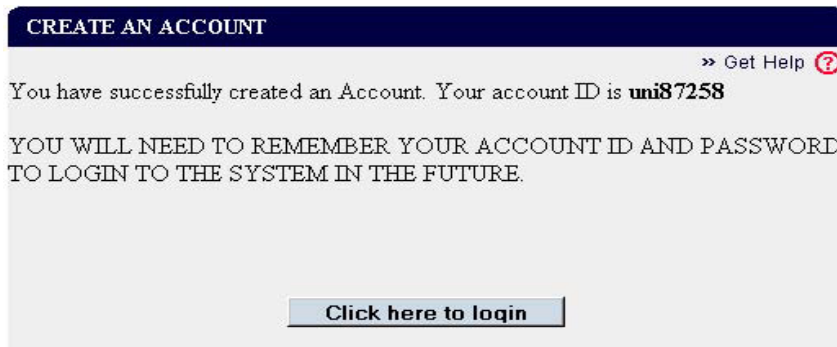 CREATE AN ACCOUNT
» Get Help ?
You have successfully created an Account. Your account ID is uni87258
YOU WILL NEED TO REMEMBER YOUR ACCOUNT ID AND PASSWORD
TO LOGIN TO THE SYSTEM IN THE FUTURE.
Click here to login